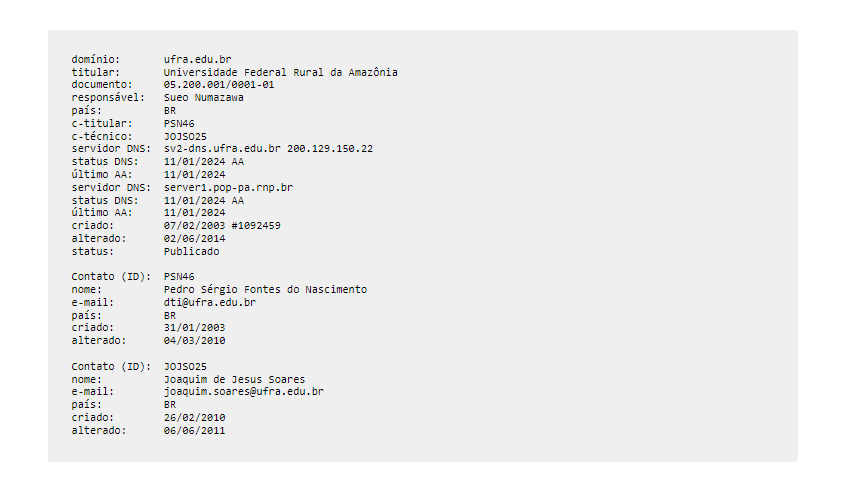 domínio: ufra.edu.br
titular: Universidade Federal Rural da Amazônia
documento: 05.200.001/0001-01
responsável: Sueo Numazawa
país: BR
c-titular: PSN46
c-técnico: JOJSO25
servidor DNS: sv2-dns.ufra.edu.br 200.129.150.22
status DNS: 11/01/2024 AA
último AA: 11/01/2024
servidor DNS: server1.pop-pa.rnp.br
status DNS: 11/01/2024 AA
último AA: 11/01/2024
criado: 07/02/2003 #1092459
alterado: 02/06/2014
status: Publicado

Contato (ID): PSN46
nome: Pedro Sérgio Fontes do Nascimento
e-mail: dti@ufra.edu.br
país: BR
criado: 31/01/2003
alterado: 04/03/2010

Contato (ID): JOJSO25
nome: Joaquim de Jesus Soares
e-mail: joaquim.soares@ufra.edu.br
país: BR
criado: 26/02/2010
alterado: 06/06/2011